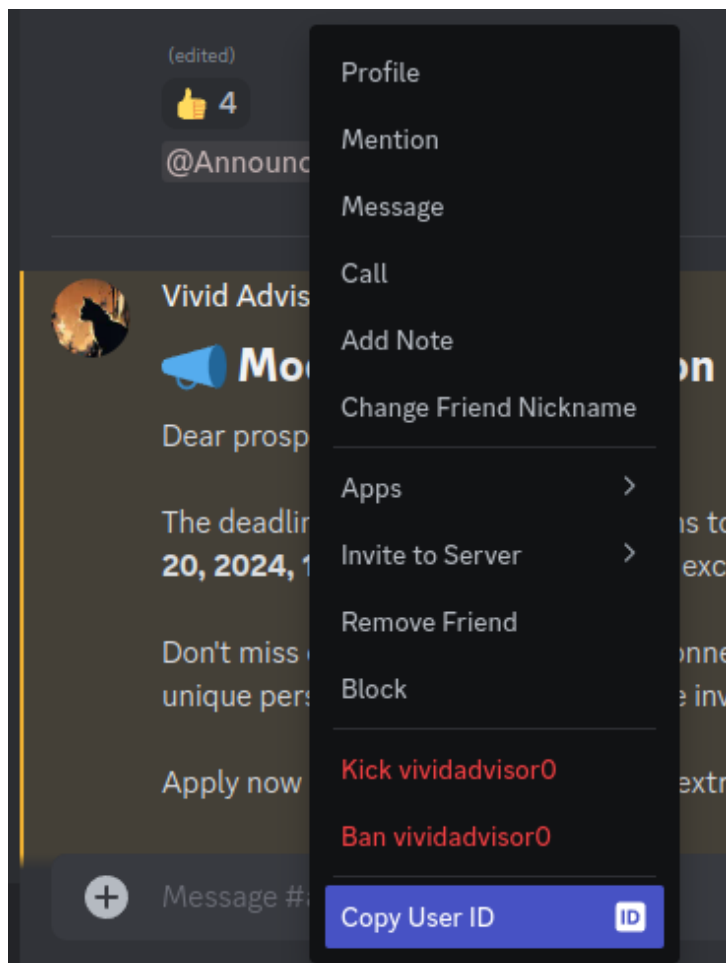 (edited)
👍 4
@Announc
Profile
Mention
Message
Call
Add Note
Change Friend Nickname
Apps
Invite to Server
Remove Friend
Block
Kick vividadvisor0
Ban vividadvisor0
Copy User ID ID
Vivid Advis
📣 Mo on
Dear prosp
The deadlin ns to
20, 2024, 1 exc
Don't miss onne
unique pers e inv
Apply now extr
Message #a